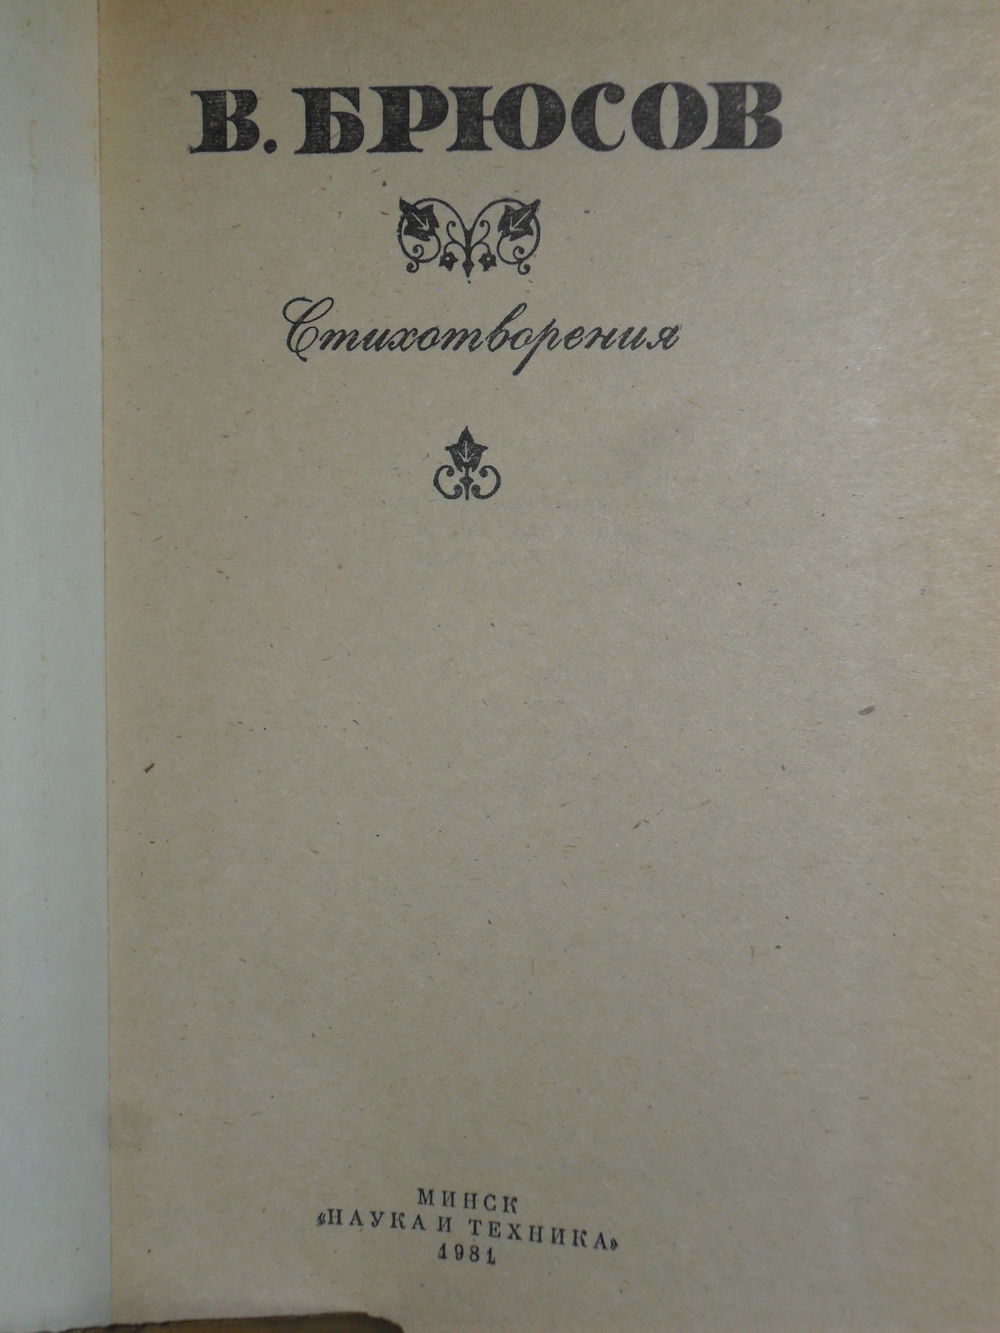 В. БРЮСОВ
Стихотворения
МИНСК
«НАУКА И ТЕХНИКА»
1981